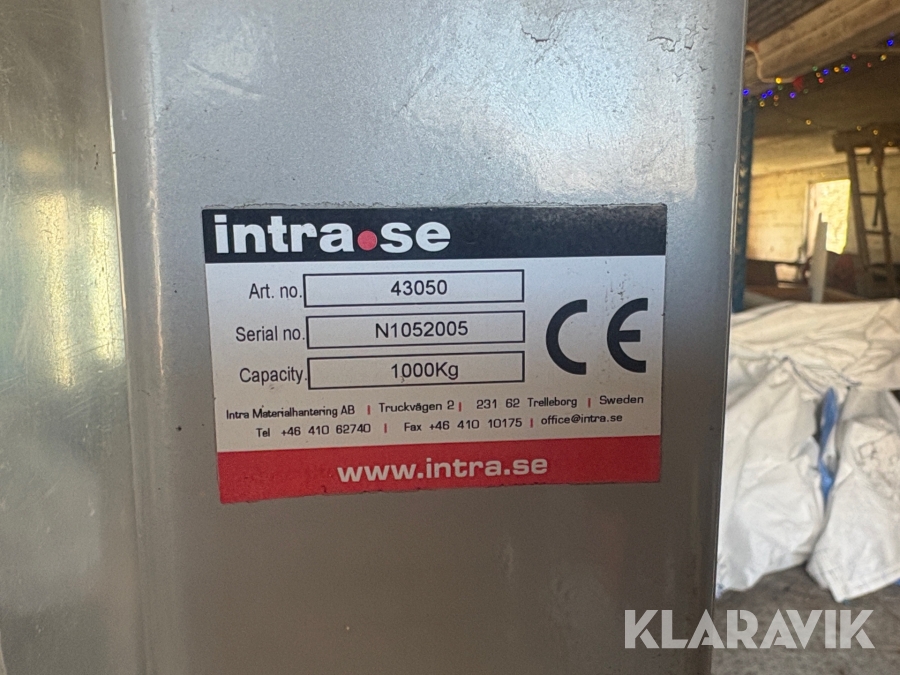 intra.se
Art. no. 43050
Serial no. N1052005
Capacity. 1000Kg
CE
Intra Materialhantering AB | Truckvägen 2 | 231 62 Trelleborg | Sweden
Tel +46 410 62740 | Fax +46 410 10175 | office@intra.se
www.intra.se
KLARAVIK